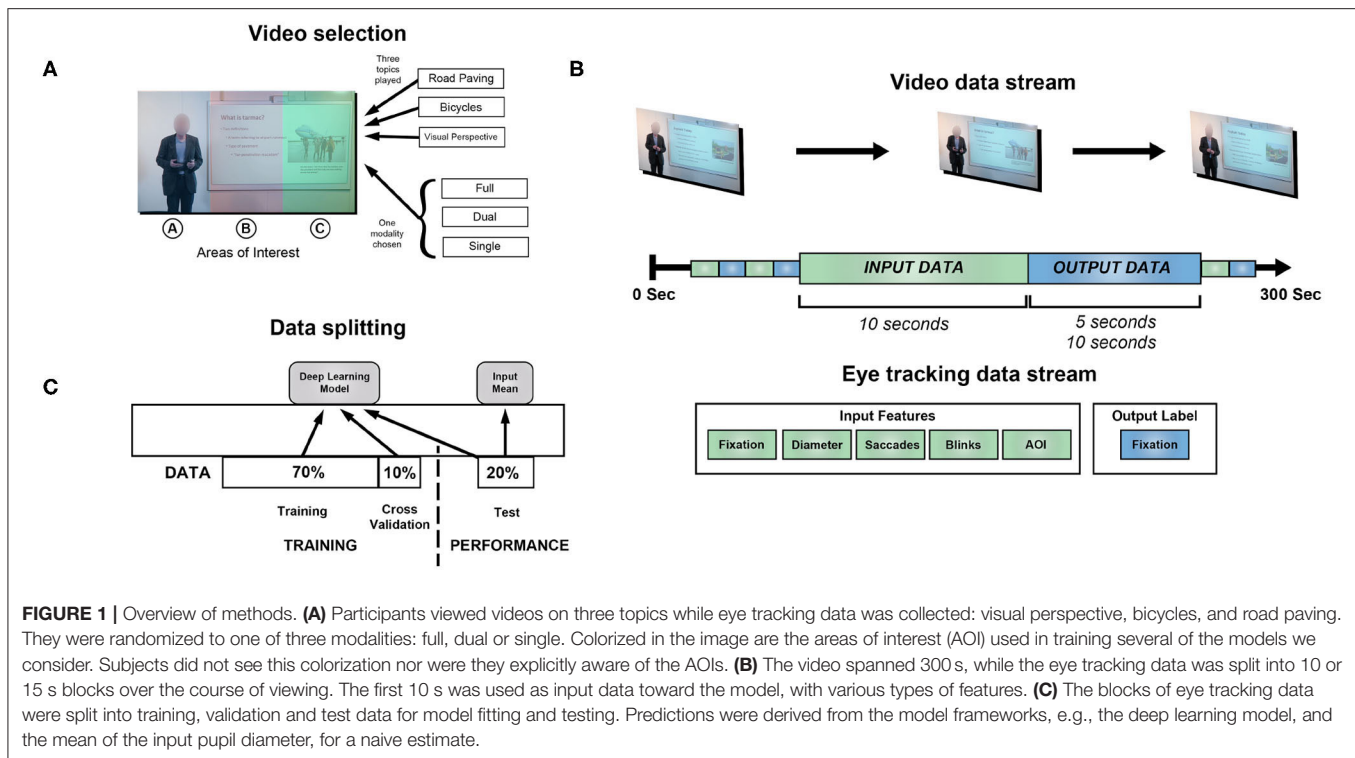 Video selection
A
Three
topics
played
Road Paving
Bicycles
Visual Perspective
What is tarmac?
One
modality
chosen
Full
Dual
Single
A
B
C
Areas of Interest
B
Video data stream
INPUT DATA
OUTPUT DATA
0 Sec
300 Sec
10 seconds
5 seconds
10 seconds
Eye tracking data stream
Input Features
Fixation
Diameter
Saccades
Blinks
AOI
Output Label
Fixation
Data splitting
C
Deep Learning
Model
Input
Mean
DATA
70%
10%
20%
Training
Cross
Validation
Test
TRAINING
PERFORMANCE
FIGURE 1 | Overview of methods. (A) Participants viewed videos on three topics while eye tracking data was collected: visual perspective, bicycles, and road paving.
They were randomized to one of three modalities: full, dual or single. Colorized in the image are the areas of interest (AOI) used in training several of the models we
consider. Subjects did not see this colorization nor were they explicitly aware of the AOIs. (B) The video spanned 300 s, while the eye tracking data was split into 10 or
15 s blocks over the course of viewing. The first 10 s was used as input data toward the model, with various types of features. (C) The blocks of eye tracking data
were split into training, validation and test data for model fitting and testing. Predictions were derived from the model frameworks, e.g., the deep learning model, and
the mean of the input pupil diameter, for a naive estimate.